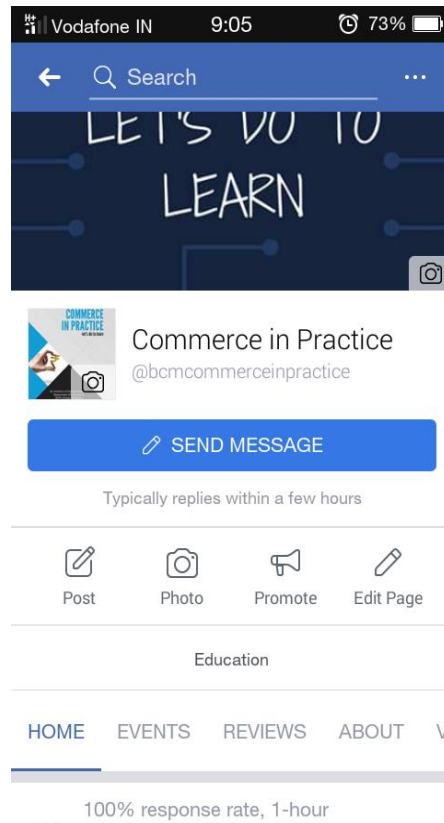 Vodafone IN 9:05 73%
Search
LET'S DO TO
LEARN
COMMERCE
IN PRACTICE
Commerce in Practice
@bcmcommerceinpractice
SEND MESSAGE
Typically replies within a few hours
Post Photo Promote Edit Page
Education
HOME EVENTS REVIEWS ABOUT V
100% response rate, 1-hour